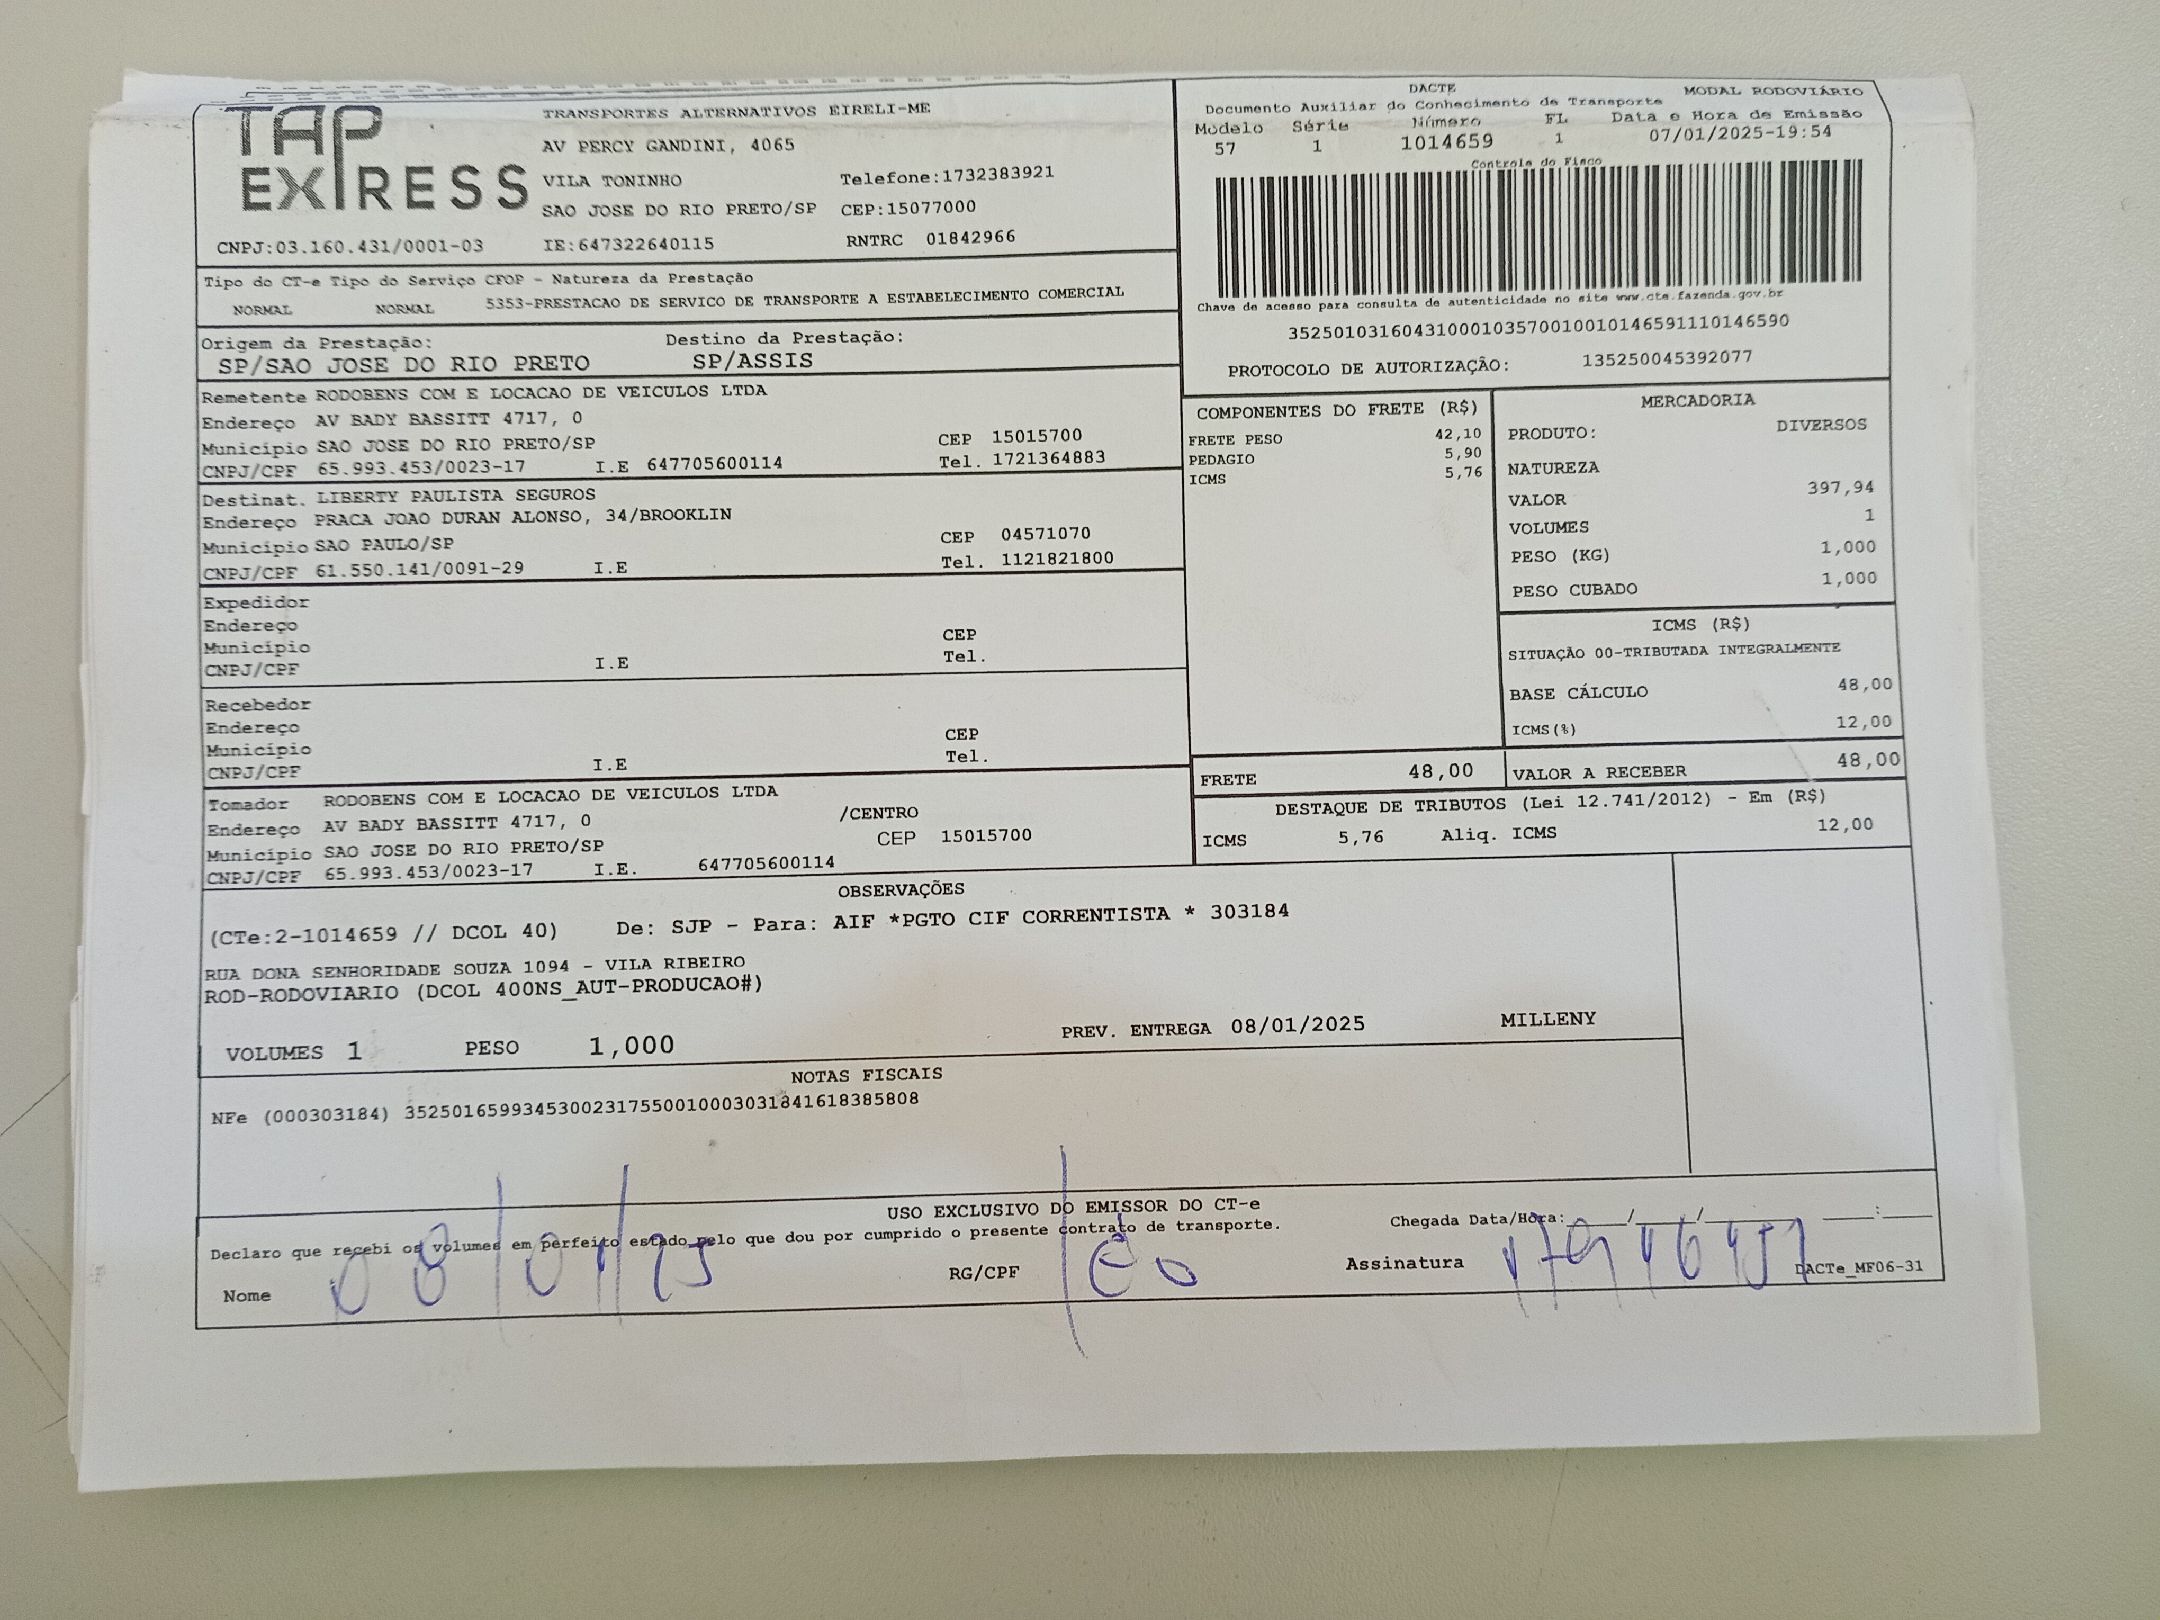 TAP EXPRESS
TRANSPORTES ALTERNATIVOS EIRELI-ME
AV PERCY GANDINI, 4065
VILA TONINHO Telefone:1732383921
SAO JOSE DO RIO PRETO/SP CEP:15077000
CNPJ:03.160.431/0001-03 IE:647322640115 RNTRC 01842966
DACTE MODAL RODOVIÁRIO
Documento Auxiliar do Conhecimento de Transporte
Modelo Série Número FL Data e Hora de Emissão
57 1 1014659 1 07/01/2025-19:54
Controle do Fisco
Chave de acesso para consulta de autenticidade no site www.cte.fazenda.gov.br
35250103160431000103570010010146591110146590
PROTOCOLO DE AUTORIZAÇÃO: 135250045392077
Tipo do CT-e Tipo do Serviço CFOP - Natureza da Prestação
NORMAL NORMAL 5353-PRESTACAO DE SERVICO DE TRANSPORTE A ESTABELECIMENTO COMERCIAL
Origem da Prestação: Destino da Prestação:
SP/SAO JOSE DO RIO PRETO SP/ASSIS
Remetente RODOBENS COM E LOCACAO DE VEICULOS LTDA
Endereço AV BADY BASSITT 4717, 0
Município SAO JOSE DO RIO PRETO/SP CEP 15015700
CNPJ/CPF 65.993.453/0023-17 I.E 647705600114 Tel. 1721364883
Destinat. LIBERTY PAULISTA SEGUROS
Endereço PRACA JOAO DURAN ALONSO, 34/BROOKLIN
Município SAO PAULO/SP CEP 04571070
CNPJ/CPF 61.550.141/0091-29 I.E Tel. 1121821800
Expedidor
Endereço
Município CEP
CNPJ/CPF I.E Tel.
Recebedor
Endereço
Município CEP
CNPJ/CPF I.E Tel.
Tomador RODOBENS COM E LOCACAO DE VEICULOS LTDA
Endereço AV BADY BASSITT 4717, 0 /CENTRO
Município SAO JOSE DO RIO PRETO/SP CEP 15015700
CNPJ/CPF 65.993.453/0023-17 I.E. 647705600114
COMPONENTES DO FRETE (R$)
FRETE PESO 42,10
PEDAGIO 5,90
ICMS 5,76
MERCADORIA
PRODUTO: DIVERSOS
NATUREZA
VALOR 397,94
VOLUMES 1
PESO (KG) 1,000
PESO CUBADO 1,000
ICMS (R$)
SITUAÇÃO 00-TRIBUTADA INTEGRALMENTE
BASE CÁLCULO 48,00
ICMS(%) 12,00
FRETE 48,00 VALOR A RECEBER 48,00
DESTAQUE DE TRIBUTOS (Lei 12.741/2012) - Em (R$)
ICMS 5,76 Aliq. ICMS 12,00
OBSERVAÇÕES
(CTe:2-1014659 // DCOL 40) De: SJP - Para: AIF *PGTO CIF CORRENTISTA * 303184
RUA DONA SENHORIDADE SOUZA 1094 - VILA RIBEIRO
ROD-RODOVIARIO (DCOL 400NS_AUT-PRODUCAO#)
VOLUMES 1 PESO 1,000 PREV. ENTREGA 08/01/2025 MILLENY
NOTAS FISCAIS
NFe (000303184) 35250165993453002317550010003031841618385808
USO EXCLUSIVO DO EMISSOR DO CT-e
Declaro que recebi os volumes em perfeito estado pelo que dou por cumprido o presente contrato de transporte. Chegada Data/Hora:____/____/______ ____:____
Nome 08/01/25 RG/CPF Assinatura DACTe_MF06-31